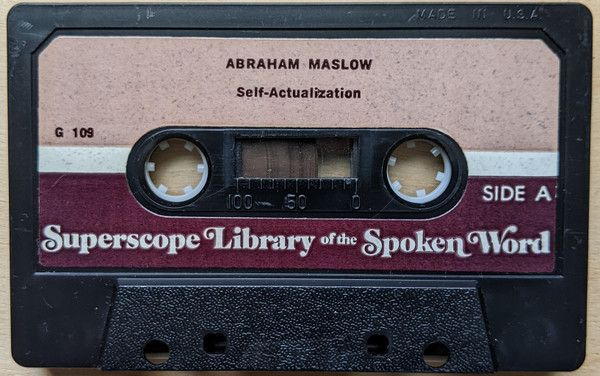 MADE IN U.S.A.
ABRAHAM MASLOW
Self-Actualization
G 109
SIDE A
100 50 0
Superscope Library of the Spoken Word